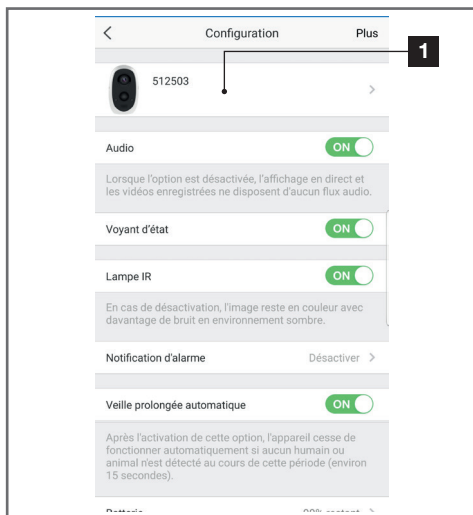 Configuration
Plus
1
512503
Audio
ON
Lorsque l'option est désactivée, l'affichage en direct et
les vidéos enregistrées ne disposent d'aucun flux audio.
Voyant d'état
ON
Lampe IR
ON
En cas de désactivation, l'image reste en couleur avec
davantage de bruit en environnement sombre.
Notification d'alarme
Désactiver
Veille prolongée automatique
ON
Après l'activation de cette option, l'appareil cesse de
fonctionner automatiquement si aucun humain ou
animal n'est détecté au cours de cette période (environ
15 secondes).
Batterie